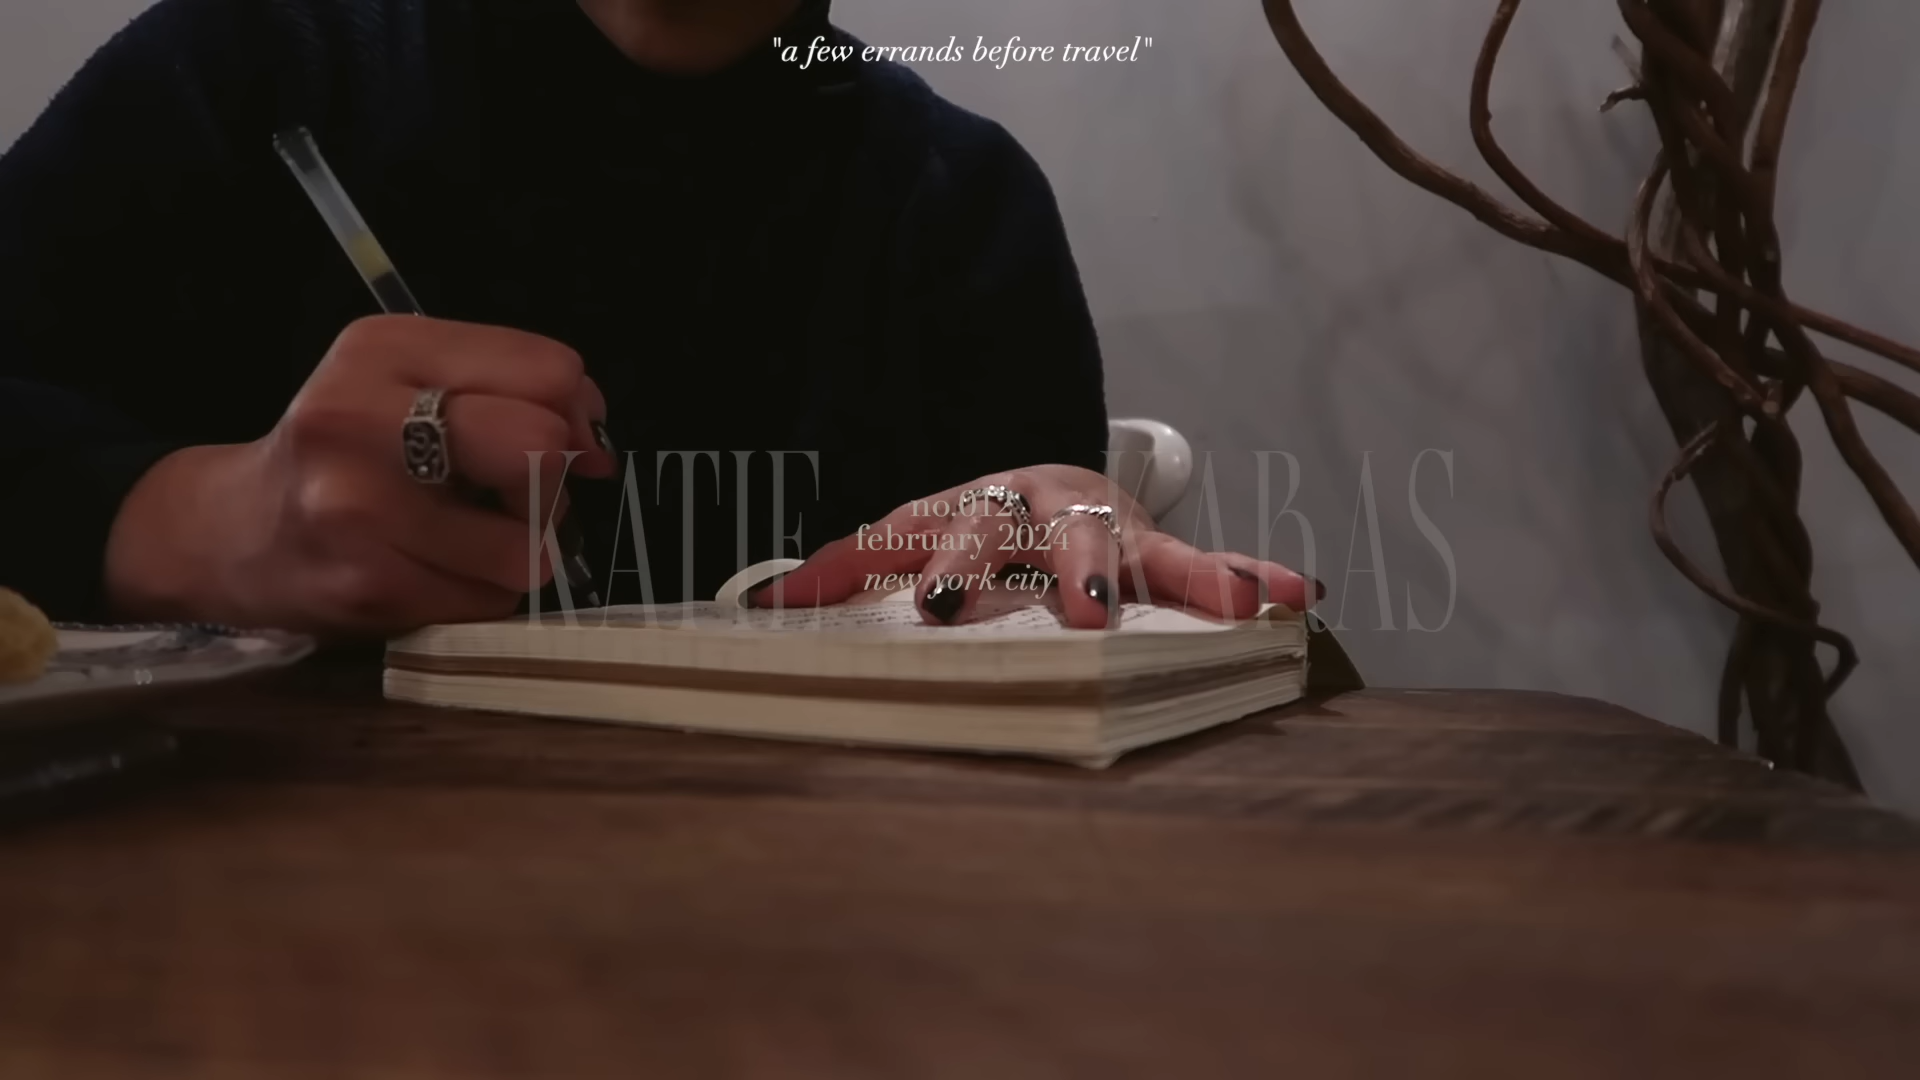 "a few errands before travel"
KATIE KARAS
no.012
february 2024
new york city